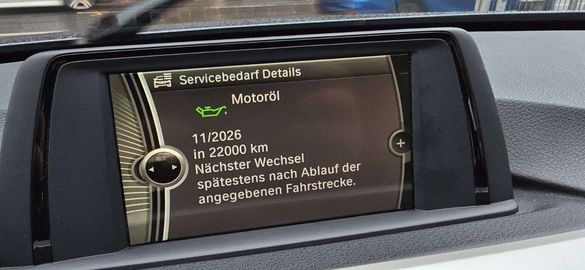 Servicebedarf Details
Motoröl
11/2026
in 22000 km
Nächster Wechsel
spätestens nach Ablauf der
angegebenen Fahrstrecke.